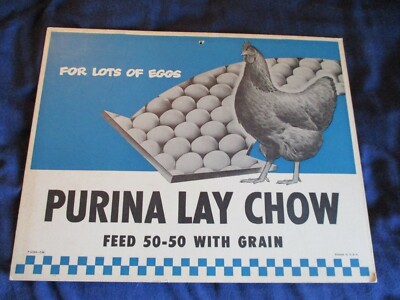 FOR LOTS OF EGGS
PURINA LAY CHOW
FEED 50-50 WITH GRAIN